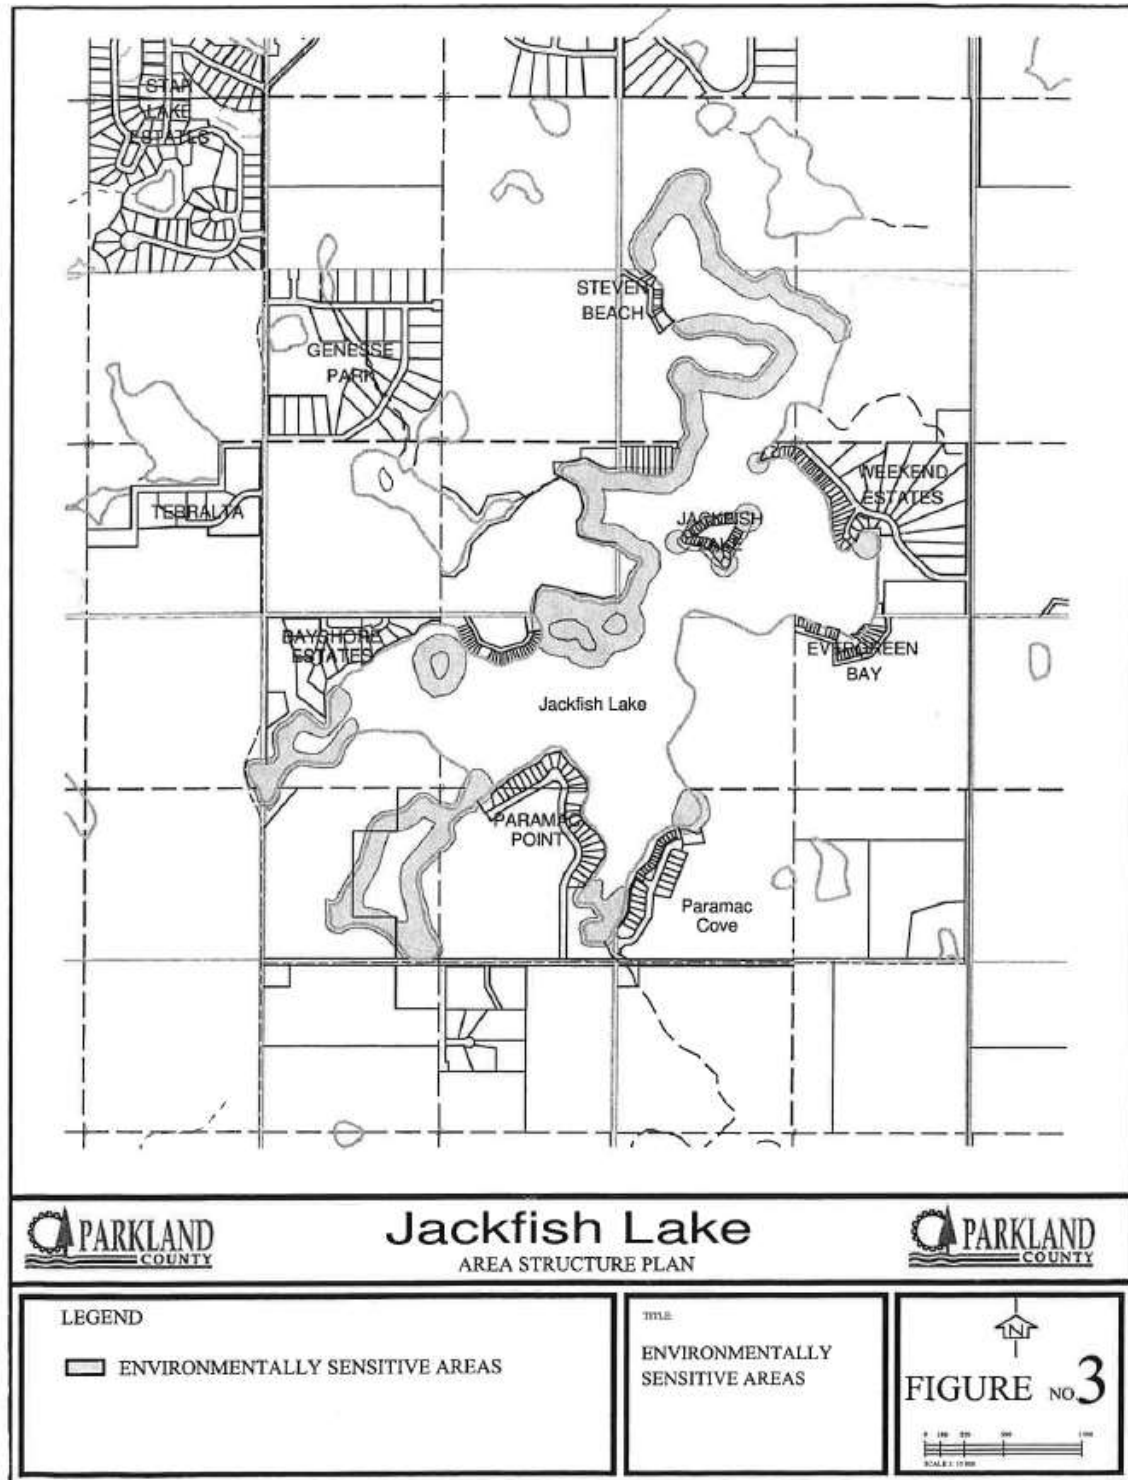 STAR
LAKE
ESTATES
STEVEN
BEACH
GENESSE
PARK
WEEKEND
ESTATES
TERRALTA
JACKFISH
LAKE
BAYSHORE
ESTATES
EVERGREEN
BAY
Jackfish Lake
PARAMAC
POINT
Paramac
Cove
PARKLAND
COUNTY
Jackfish Lake
AREA STRUCTURE PLAN
PARKLAND
COUNTY
LEGEND
ENVIRONMENTALLY SENSITIVE AREAS
TITLE:
ENVIRONMENTALLY
SENSITIVE AREAS
N
FIGURE NO. 3